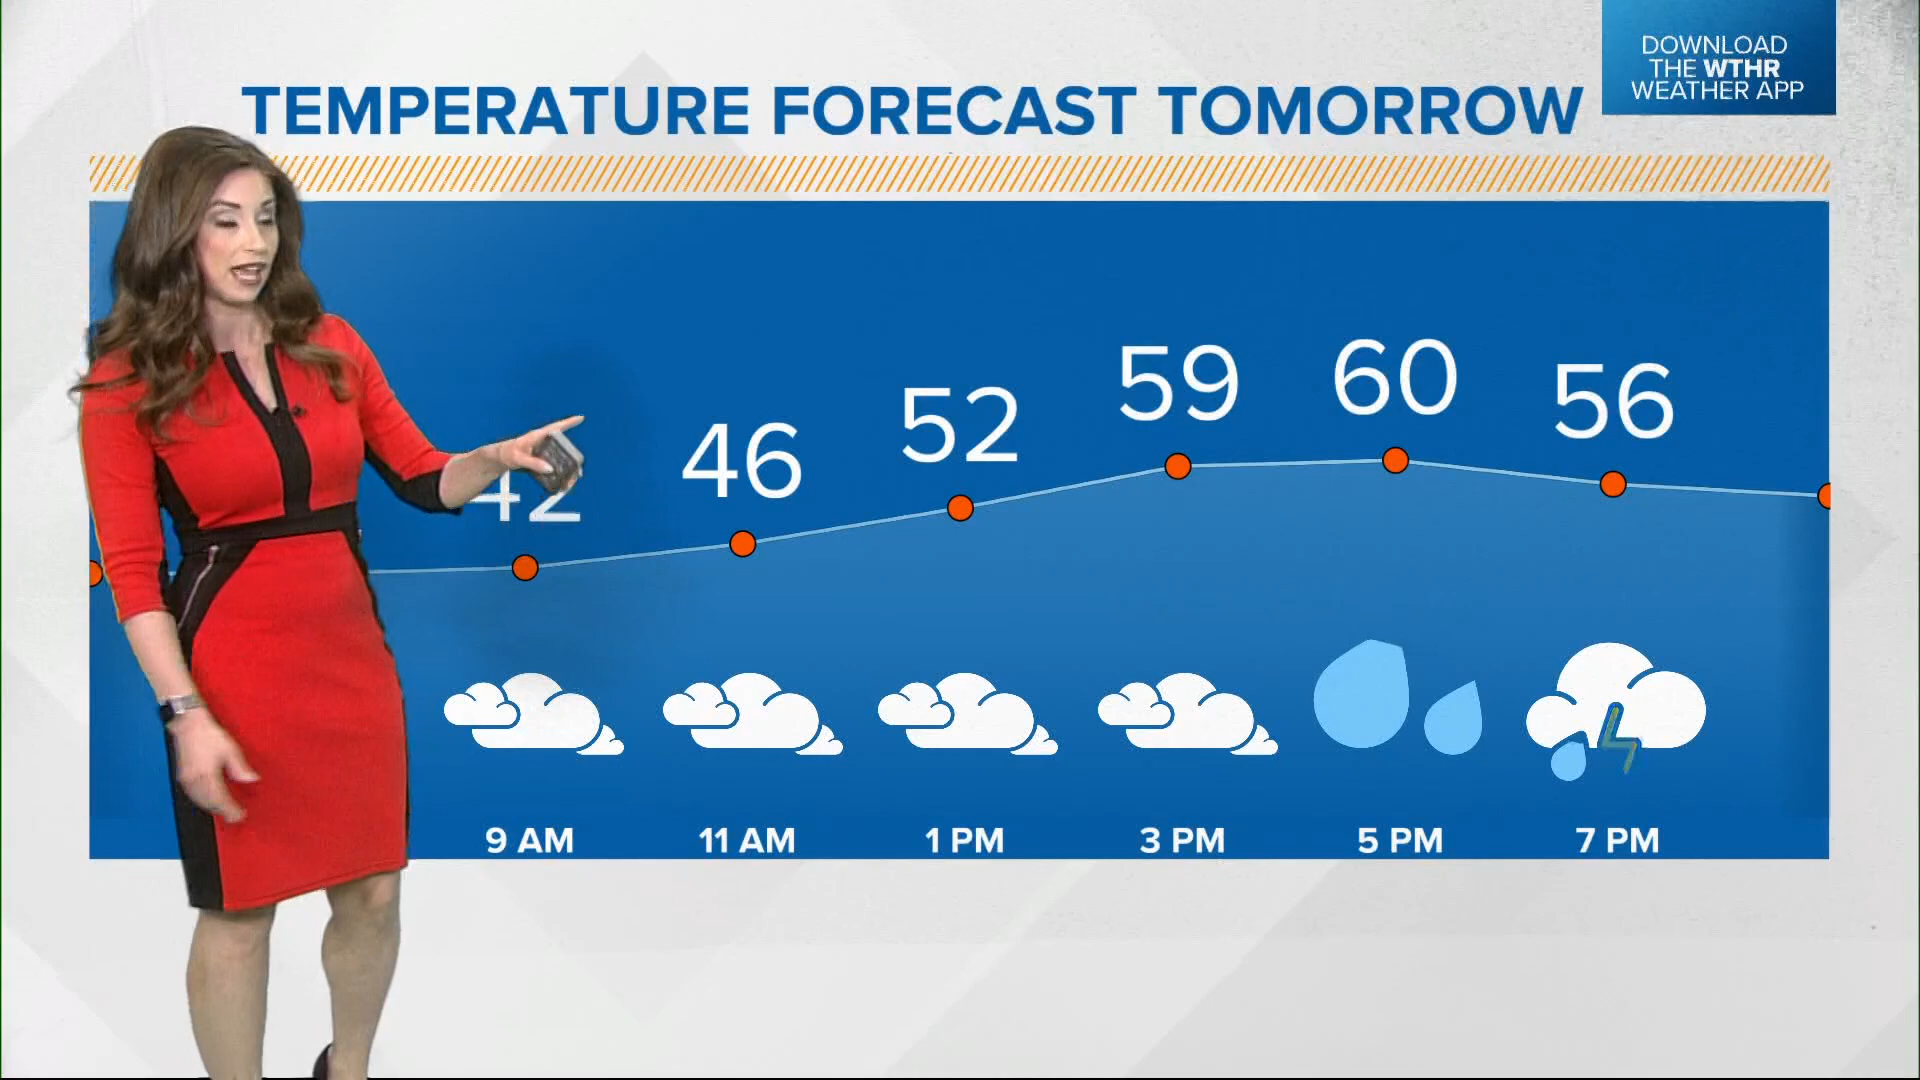 DOWNLOAD
THE WTHR
WEATHER APP
TEMPERATURE FORECAST TOMORROW
42 46 52 59 60 56
9 AM 11 AM 1 PM 3 PM 5 PM 7 PM